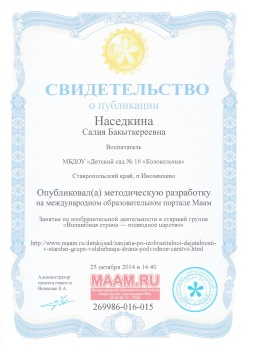 СВИДЕТЕЛЬСТВО
о публикации
Наседкина
Салия Бакыткереевна
Воспитатель
МБДОУ «Детский сад № 16 «Колокольчик»
Ставропольский край, п.Иноземцево
Опубликовал(а) методическую разработку
на международном образовательном портале Маам
Занятие по изобразительной деятельности в старшей группе
«Волшебная страна — подводное царство»
http://www.maam.ru/detskijsad/zanjatie-po-izobrazitelnoi-dejatelnosti-
v-starshei-grupe-volshebnaja-strana-podvodnoe-carstvo.html
25 октября 2014 в 14:40
Администратор
проекта maam.ru
MAAM.RU
269986-016-015